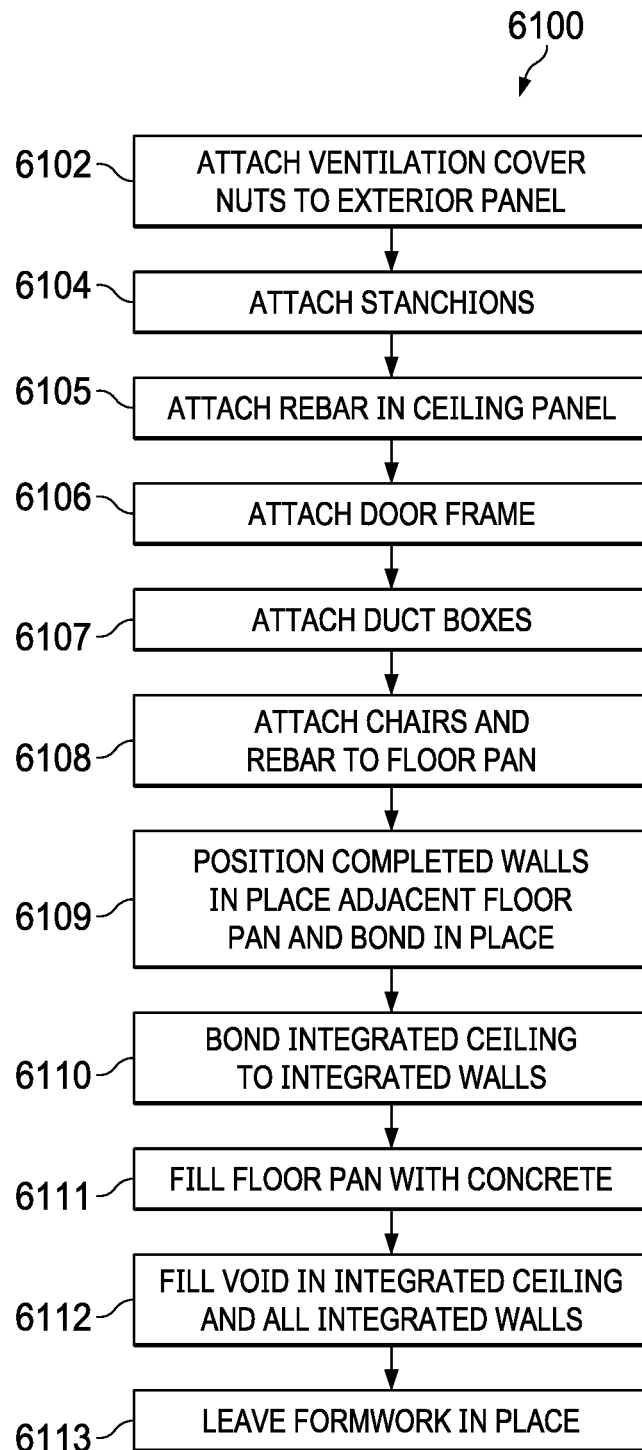 6100
6102
ATTACH VENTILATION COVER
NUTS TO EXTERIOR PANEL
6104
ATTACH STANCHIONS
6105
ATTACH REBAR IN CEILING PANEL
6106
ATTACH DOOR FRAME
6107
ATTACH DUCT BOXES
6108
ATTACH CHAIRS AND
REBAR TO FLOOR PAN
6109
POSITION COMPLETED WALLS
IN PLACE ADJACENT FLOOR
PAN AND BOND IN PLACE
6110
BOND INTEGRATED CEILING
TO INTEGRATED WALLS
6111
FILL FLOOR PAN WITH CONCRETE
6112
FILL VOID IN INTEGRATED CEILING
AND ALL INTEGRATED WALLS
6113
LEAVE FORMWORK IN PLACE